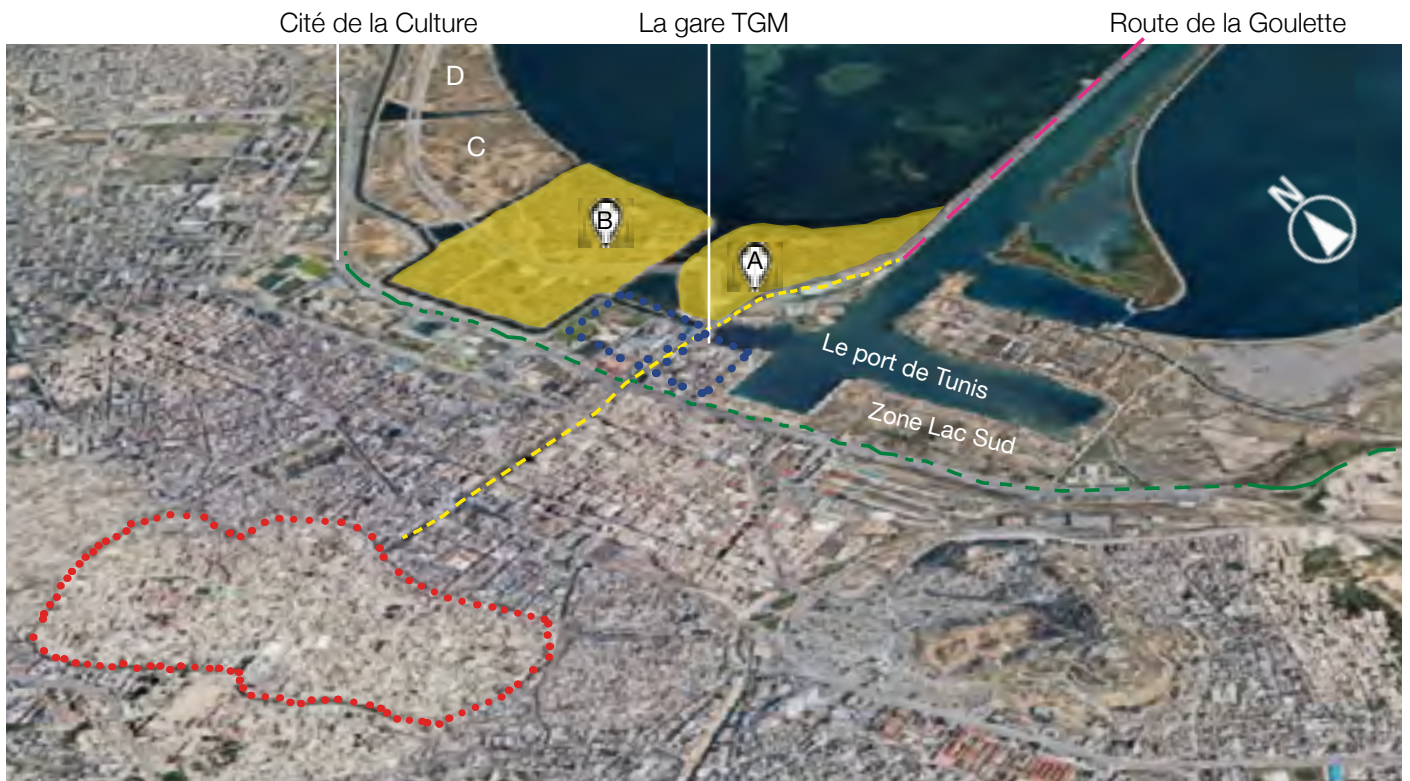 Cité de la Culture
La gare TGM
Route de la Goulette
D
C
B
A
N
Le port de Tunis
Zone Lac Sud